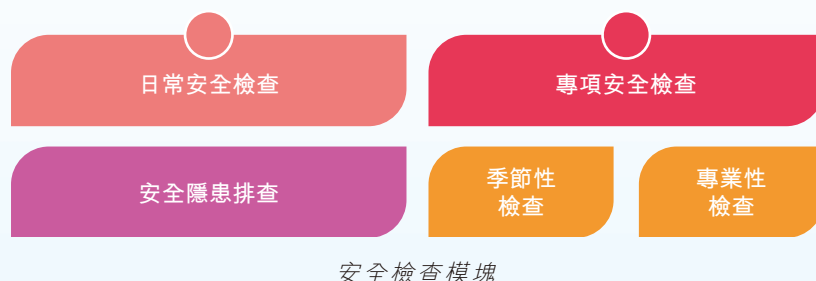 日常安全檢查
專項安全檢查
安全隱患排查
季節性
檢查
專業性
檢查
安全檢查模塊